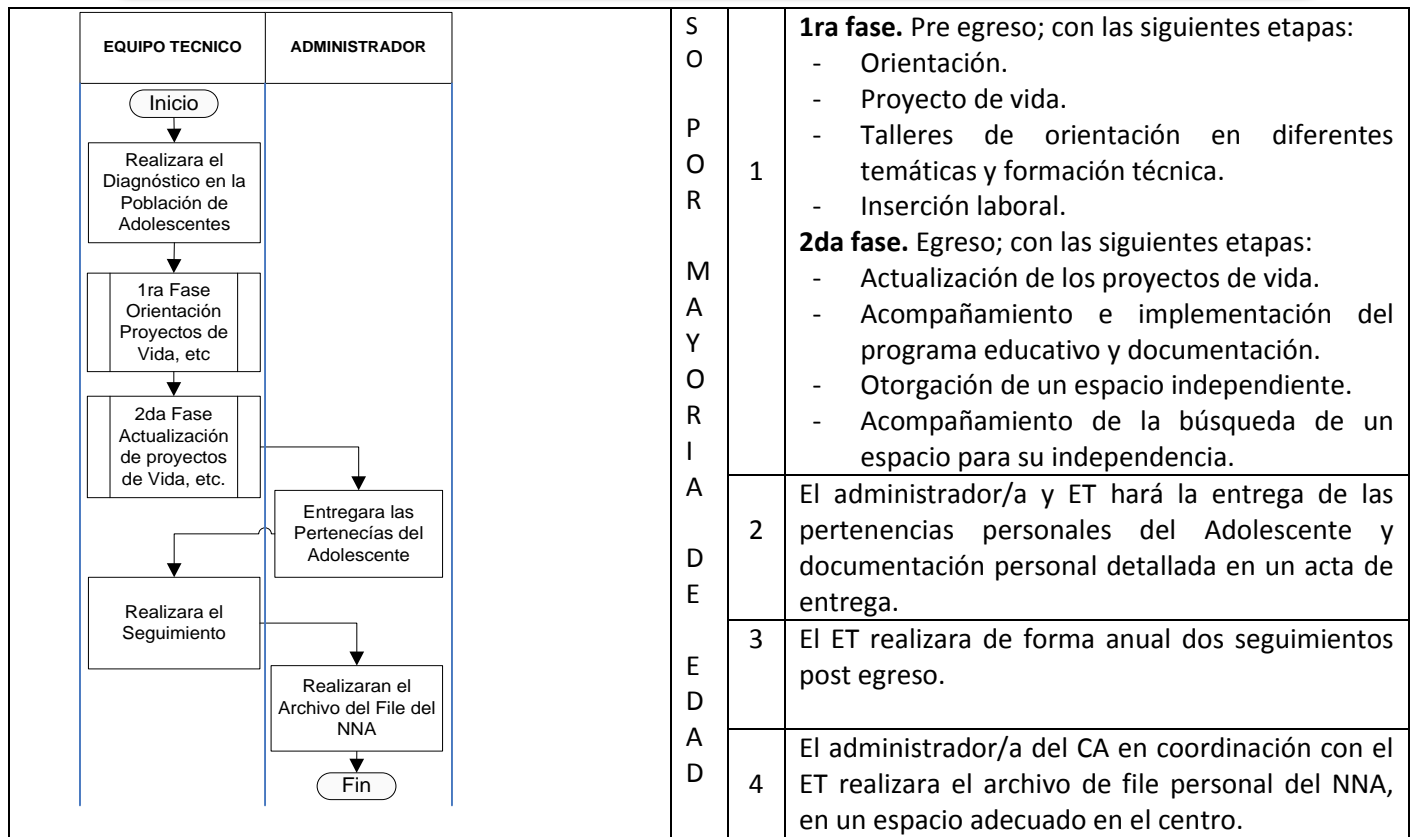 EQUIPO TECNICO
ADMINISTRADOR
Inicio
Realizara el
Diagnóstico en la
Población de
Adolescentes
1ra Fase
Orientación
Proyectos de
Vida, etc
2da Fase
Actualización
de proyectos
de Vida, etc.
Entregara las
Pertenecías del
Adolescente
Realizara el
Seguimiento
Realizaran el
Archivo del File del
NNA
Fin
S
O
P
O
R
M
A
Y
O
R
I
A
D
E
E
D
A
D
1
1ra fase. Pre egreso; con las siguientes etapas:
- Orientación.
- Proyecto de vida.
- Talleres de orientación en diferentes
temáticas y formación técnica.
- Inserción laboral.
2da fase. Egreso; con las siguientes etapas:
- Actualización de los proyectos de vida.
- Acompañamiento e implementación del
programa educativo y documentación.
- Otorgación de un espacio independiente.
- Acompañamiento de la búsqueda de un
espacio para su independencia.
2
El administrador/a y ET hará la entrega de las
pertenencias personales del Adolescente y
documentación personal detallada en un acta de
entrega.
3
El ET realizara de forma anual dos seguimientos
post egreso.
4
El administrador/a del CA en coordinación con el
ET realizara el archivo de file personal del NNA,
en un espacio adecuado en el centro.